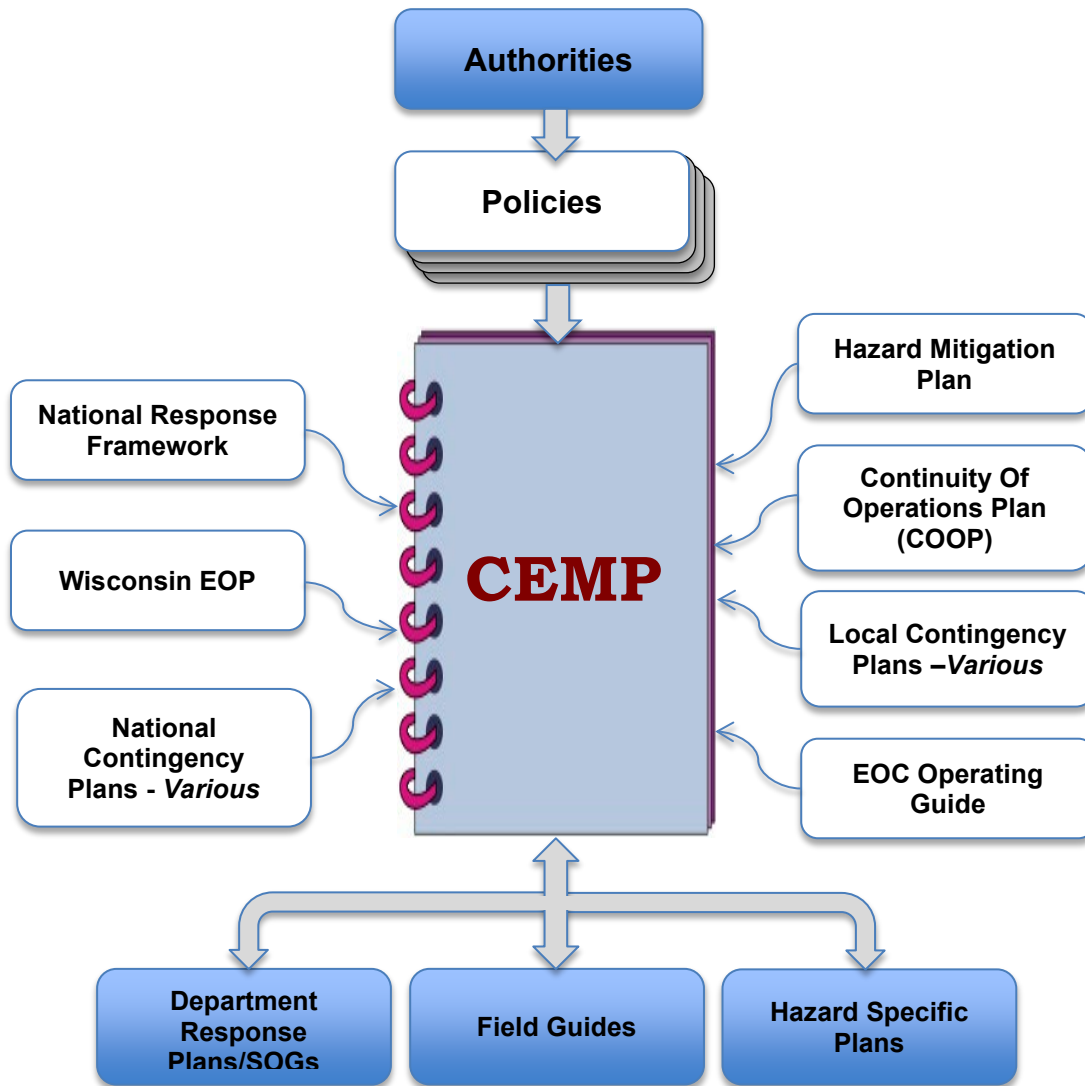 Authorities
Policies
National Response
Framework
Wisconsin EOP
National
Contingency
Plans - Various
CEMP
Hazard Mitigation
Plan
Continuity Of
Operations Plan
(COOP)
Local Contingency
Plans –Various
EOC Operating
Guide
Department
Response
Plans/SOGs
Field Guides
Hazard Specific
Plans